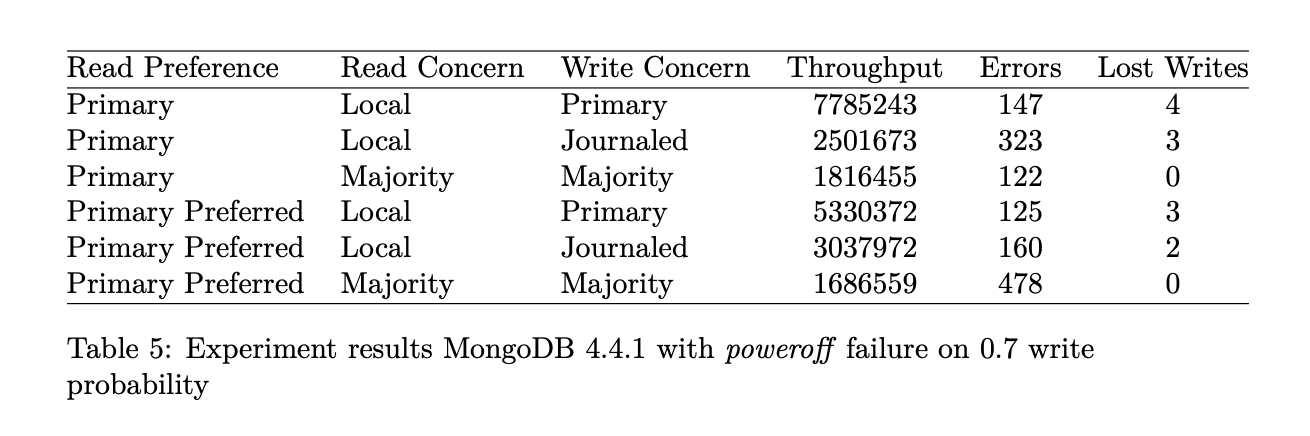 Read Preference Read Concern Write Concern Throughput Errors Lost Writes
Primary Local Primary 7785243 147 4
Primary Local Journaled 2501673 323 3
Primary Majority Majority 1816455 122 0
Primary Preferred Local Primary 5330372 125 3
Primary Preferred Local Journaled 3037972 160 2
Primary Preferred Majority Majority 1686559 478 0
Table 5: Experiment results MongoDB 4.4.1 with poweroff failure on 0.7 write
probability